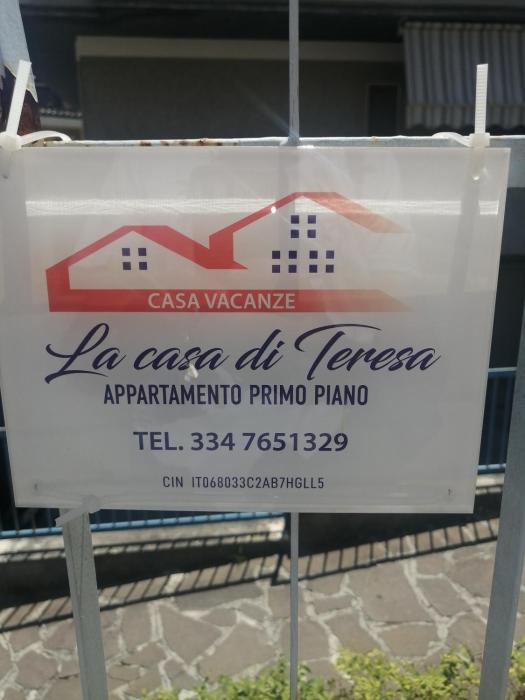 CASA VACANZE
La casa di Teresa
APPARTAMENTO PRIMO PIANO
TEL. 334 7651329
CIN IT068033C2AB7HGLL5